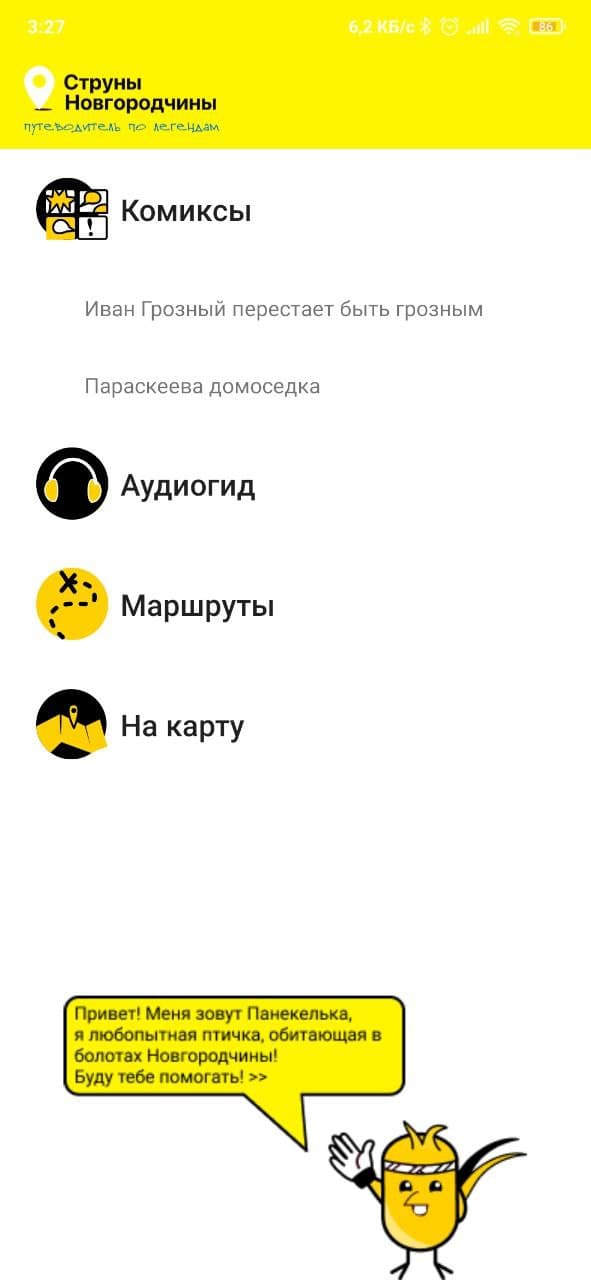 3:27
6,2 КБ/с
86
Струны
Новгородчины
путеводитель по легендам
Комиксы
Иван Грозный перестает быть грозным
Параскеева домоседка
Аудиогид
Маршруты
На карту
Привет! Меня зовут Панекелька,
я любопытная птичка, обитающая в
болотах Новгородчины!
Буду тебе помогать! >>